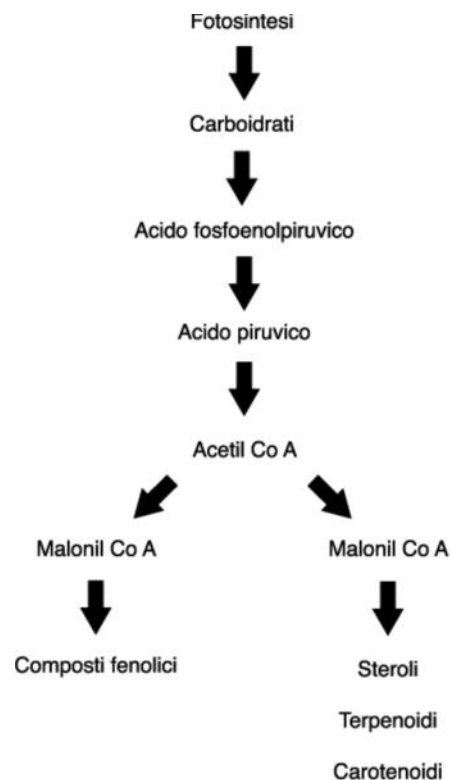 Fotosintesi
Carboidrati
Acido fosfoenolpiruvico
Acido piruvico
Acetil Co A
Malonil Co A
Malonil Co A
Composti fenolici
Steroli
Terpenoidi
Carotenoidi